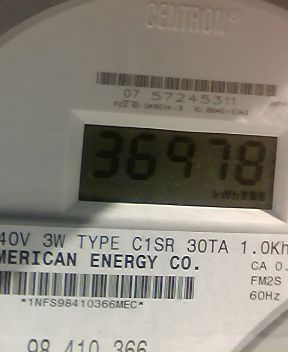 CENTRON®
07 57245311
36978
kWh
40V 3W TYPE C1SR 30TA 1.0Kh
MERICAN ENERGY CO.
CA 0.
FM2S
60Hz
*1NFS98410366MEC*
98 410 366